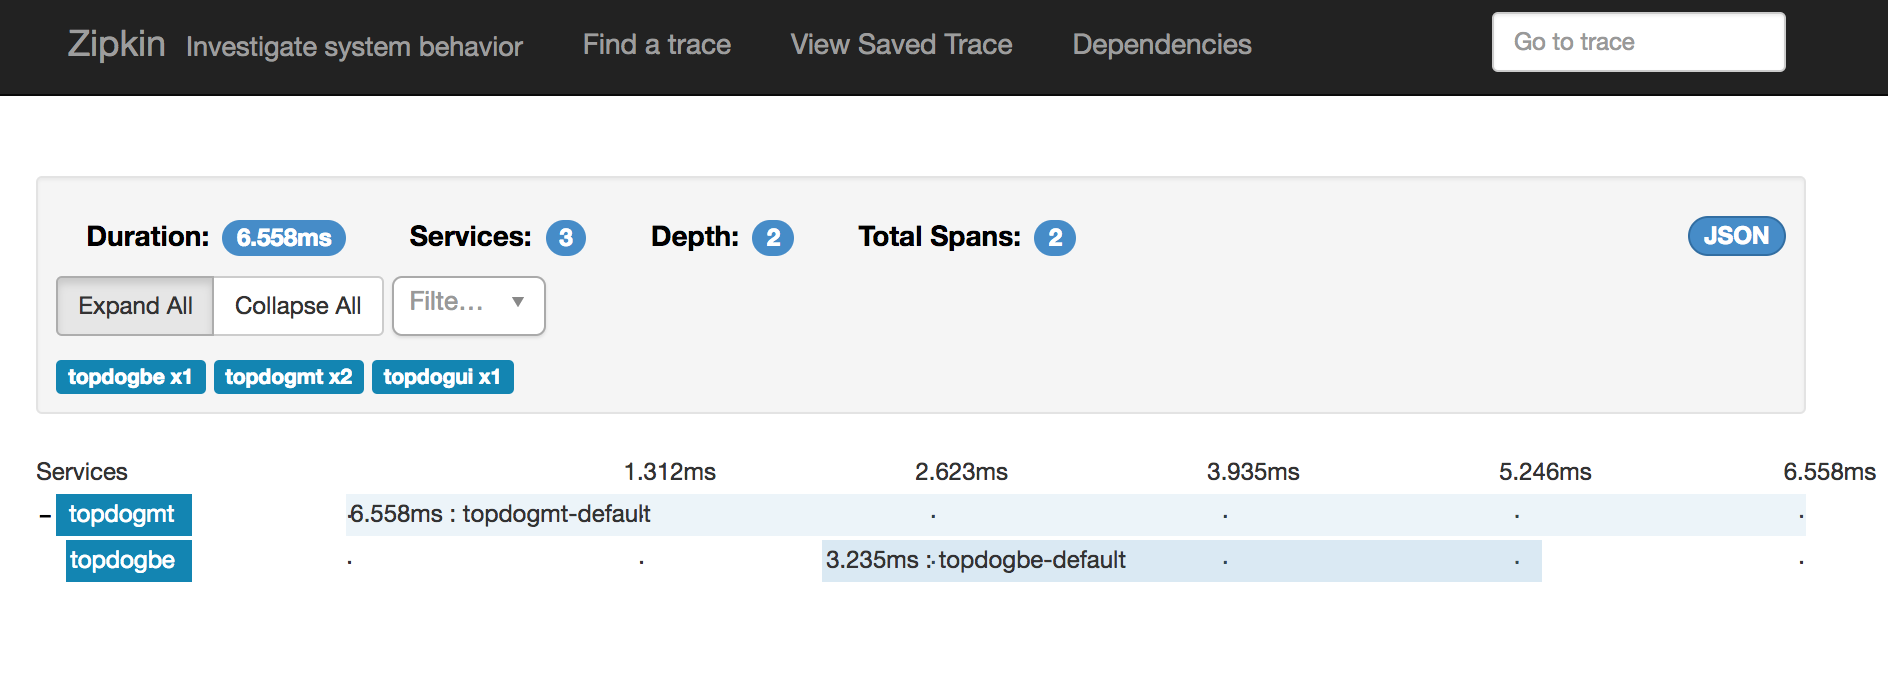 Zipkin Investigate system behavior Find a trace View Saved Trace Dependencies Go to trace
Duration: 6.558ms Services: 3 Depth: 2 Total Spans: 2 JSON
Expand All Collapse All Filte...
topdogbe x1 topdogmt x2 topdogui x1
Services 1.312ms 2.623ms 3.935ms 5.246ms 6.558ms
- topdogmt 6.558ms : topdogmt-default
topdogbe 3.235ms : topdogbe-default